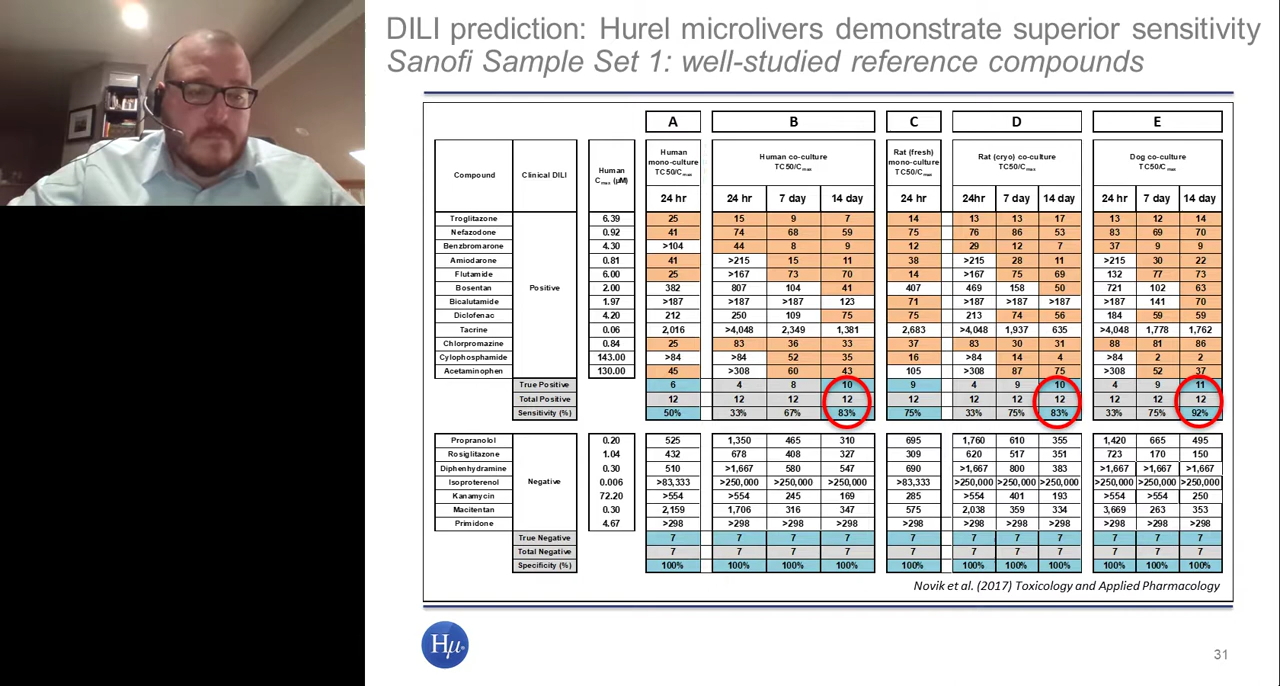 DILI prediction: Hurel microlivers demonstrate superior sensitivity
Sanofi Sample Set 1: well-studied reference compounds
A B C D E
Compound Clinical DILI Human Cmax (µM) Human mono-culture TC50/Cmax Human co-culture TC50/Cmax Rat (fresh) mono-culture TC50/Cmax Rat (cryo) co-culture TC50/Cmax Dog co-culture TC50/Cmax
24 hr 24 hr 7 day 14 day 24 hr 24hr 7 day 14 day 24 hr 7 day 14 day
Troglitazone 6.39 25 15 9 7 14 13 13 17 13 12 14
Nefazodone 0.92 41 74 68 59 75 76 86 53 83 69 70
Benzbromarone 4.30 >104 44 8 9 12 29 12 7 37 9 9
Amiodarone 0.81 41 >215 15 11 38 >215 28 11 >215 30 22
Flutamide 6.00 25 >167 73 70 14 >167 75 69 132 77 73
Bosentan Positive 2.00 382 807 104 41 407 469 158 50 721 102 63
Bicalutamide 1.97 >187 >187 >187 123 71 >187 >187 >187 >187 141 70
Diclofenac 4.20 212 250 109 75 75 213 74 56 184 59 59
Tacrine 0.06 2,016 >4,048 2,349 1,381 2,683 >4,048 1,937 635 >4,048 1,778 1,762
Chlorpromazine 0.84 25 83 36 33 37 83 30 31 88 81 86
Cylophosphamide 143.00 >84 >84 52 35 16 >84 14 4 >84 2 2
Acetaminophen 130.00 45 >308 60 43 105 >308 87 75 >308 52 37
True Positive 6 4 8 10 9 4 9 10 4 9 11
Total Positive 12 12 12 12 12 12 12 12 12 12 12
Sensitivity (%) 50% 33% 67% 83% 75% 33% 75% 83% 33% 75% 92%
Propranolol 0.20 525 1,350 465 310 695 1,760 610 355 1,420 665 495
Rosiglitazone 1.04 432 678 408 327 309 620 517 351 723 170 150
Diphenhydramine 0.30 510 >1,667 580 547 690 >1,667 800 383 >1,667 >1,667 >1,667
Isoproterenol Negative 0.006 >83,333 >250,000 >250,000 >250,000 >83,333 >250,000 >250,000 >250,000 >250,000 >250,000 >250,000
Kanamycin 72.20 >554 >554 245 169 285 >554 401 193 >554 >554 250
Macitentan 0.30 2,159 1,706 316 347 575 2,038 359 334 3,669 263 353
Primidone 4.67 >298 >298 >298 >298 >298 >298 >298 >298 >298 >298 >298
True Negative 7 7 7 7 7 7 7 7 7 7 7
Total Negative 7 7 7 7 7 7 7 7 7 7 7
Specificity (%) 100% 100% 100% 100% 100% 100% 100% 100% 100% 100% 100%
Novik et al. (2017) Toxicology and Applied Pharmacology
Hµ
31